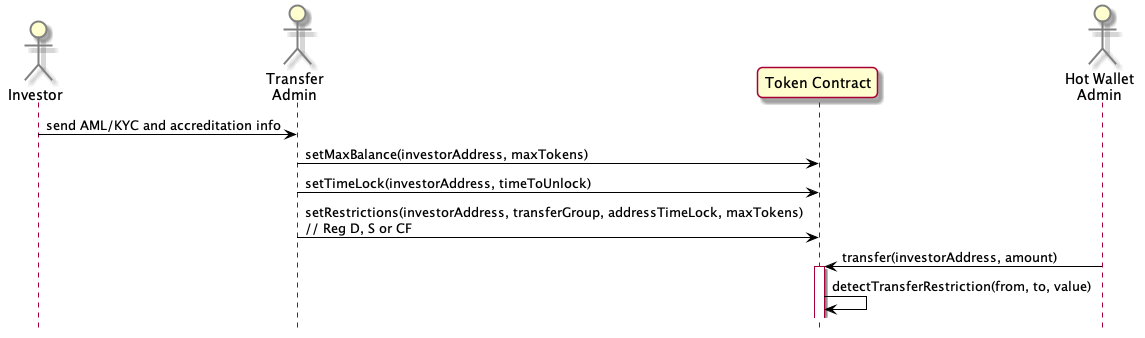 Investor
Transfer
Admin
Token Contract
Hot Wallet
Admin
send AML/KYC and accreditation info
setMaxBalance(investorAddress, maxTokens)
setTimeLock(investorAddress, timeToUnlock)
setRestrictions(investorAddress, transferGroup, addressTimeLock, maxTokens)
// Reg D, S or CF
transfer(investorAddress, amount)
detectTransferRestriction(from, to, value)